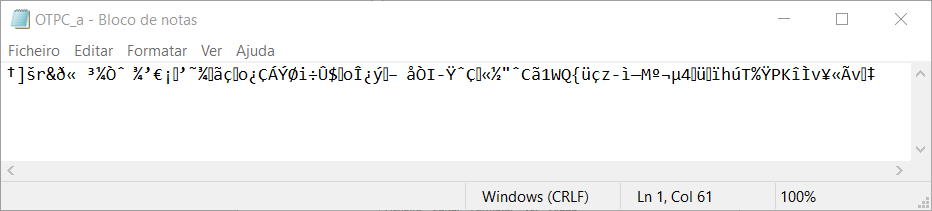 OTPC_a - Bloco de notas
Ficheiro Editar Formatar Ver Ajuda
†]šr&ð« ³¼Òˆ ¾’€¡▯’˜¾▯ãç▯o¿ÇÁÝØi÷Û$▯oÎ¿ý▯– åÒI-ŸˆÇ▯«½"ˆCã1WQ{üçz-ì—Mº¬µ4▯ü▯ïhúT%ŸPKîÌv¥«Ãv▯‡
Windows (CRLF) Ln 1, Col 61 100%